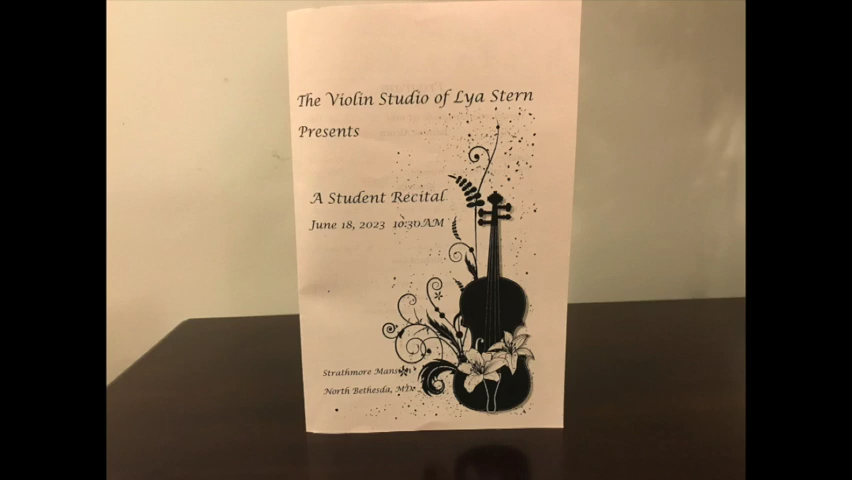 The Violin Studio of Lya Stern
Presents
A Student Recital
June 18, 2023 10:30AM
Strathmore Mansion
North Bethesda, MD